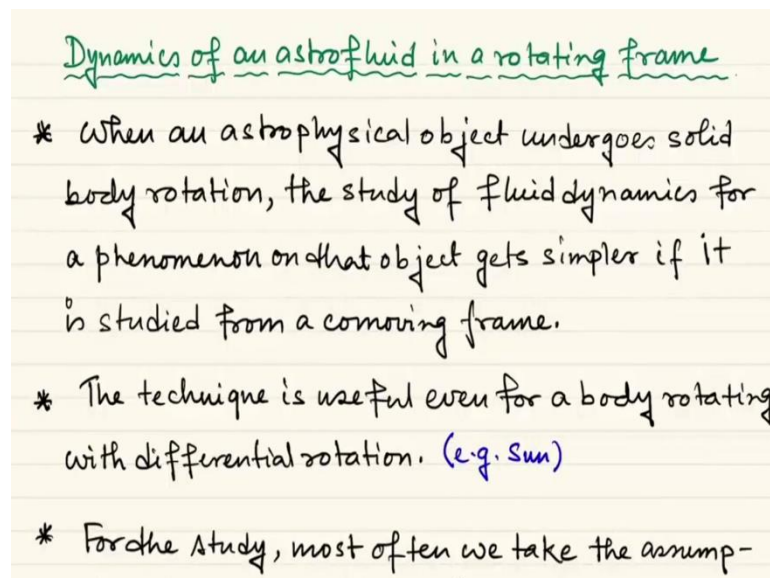 Dynamics of an astrofluid in a rotating frame
* When an astrophysical object undergoes solid
body rotation, the study of fluid dynamics for
a phenomenon on that object gets simpler if it
is studied from a comoving frame.
* The technique is useful even for a body rotating
with differential rotation. (e.g. Sun)
* For the study, most often we take the assump-